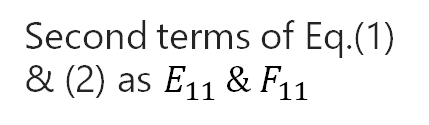 Second terms of Eq.(1)
& (2) as E₁₁ & F₁₁